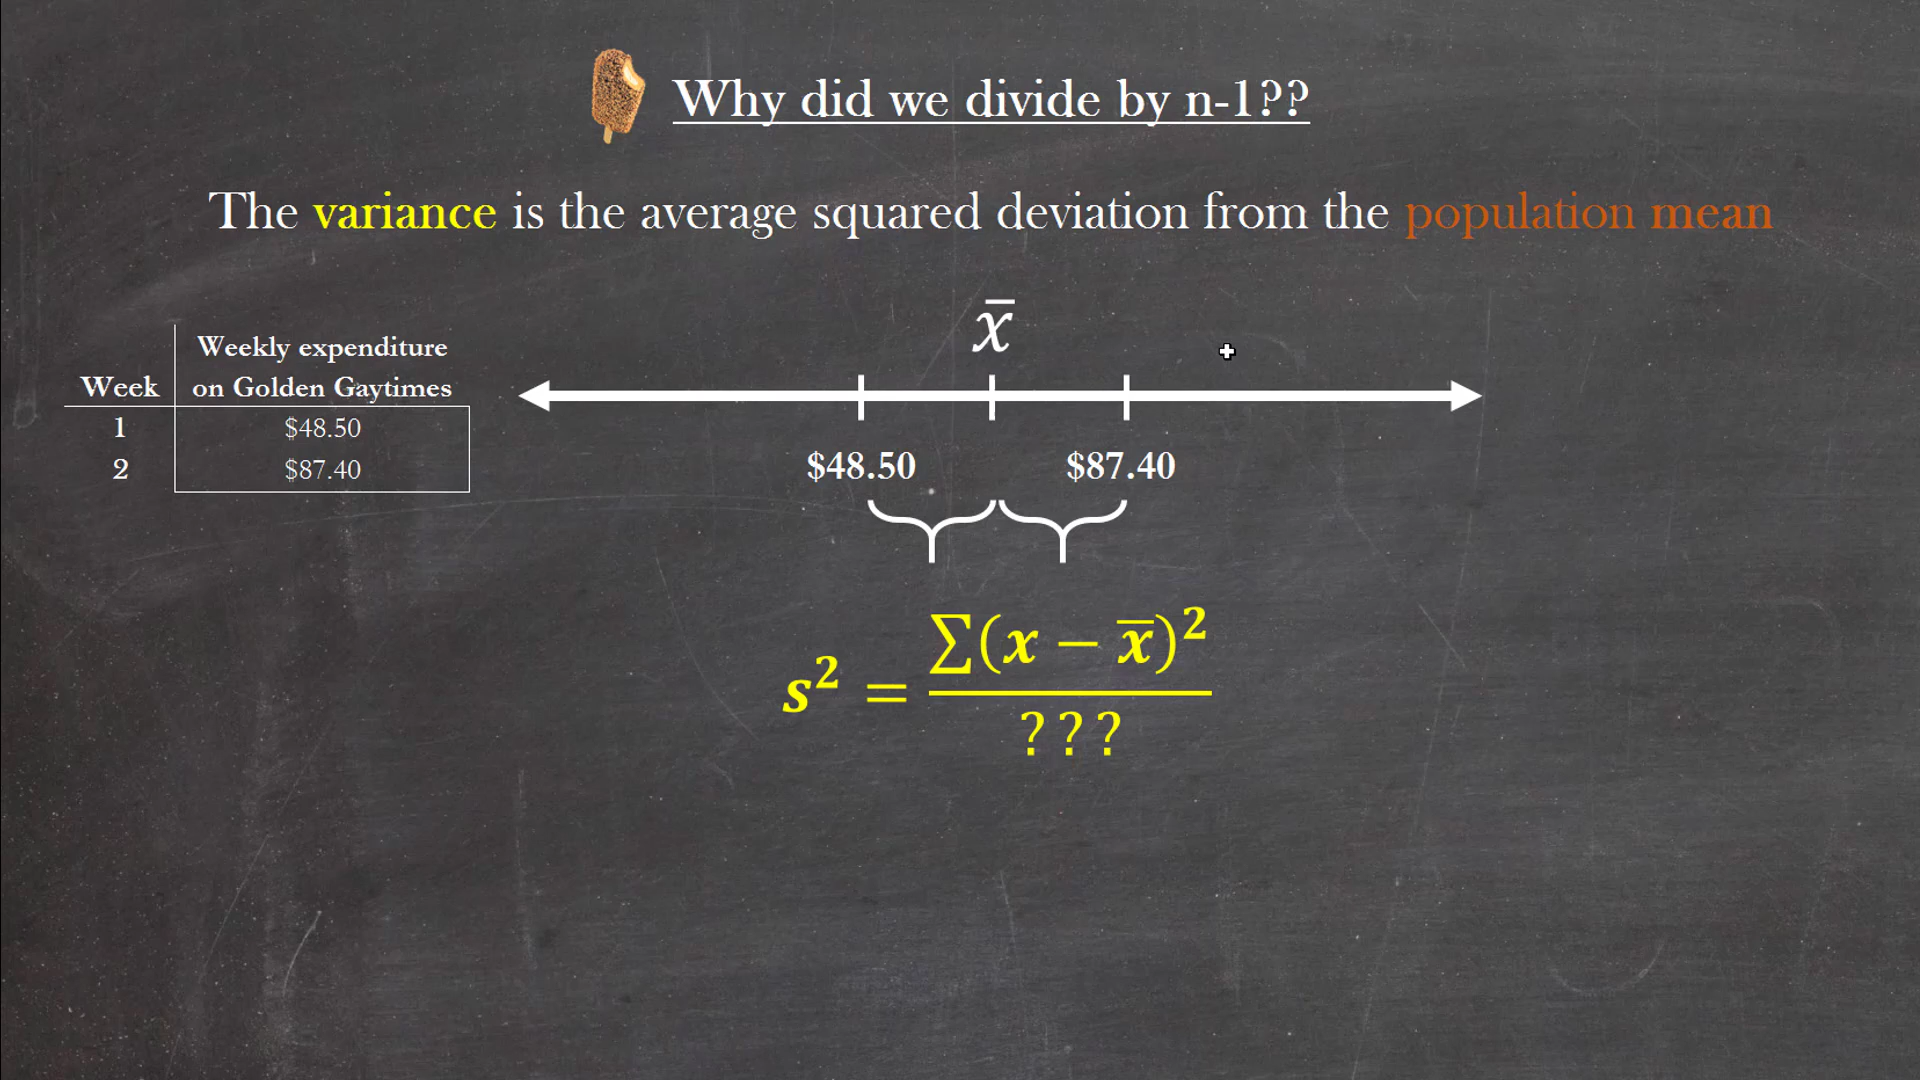 Why did we divide by n-1??
The variance is the average squared deviation from the population mean
Week Weekly expenditure on Golden Gaytimes
1 $48.50
2 $87.40
x̅
$48.50 $87.40
s² = ∑(x − x̅)² / ???